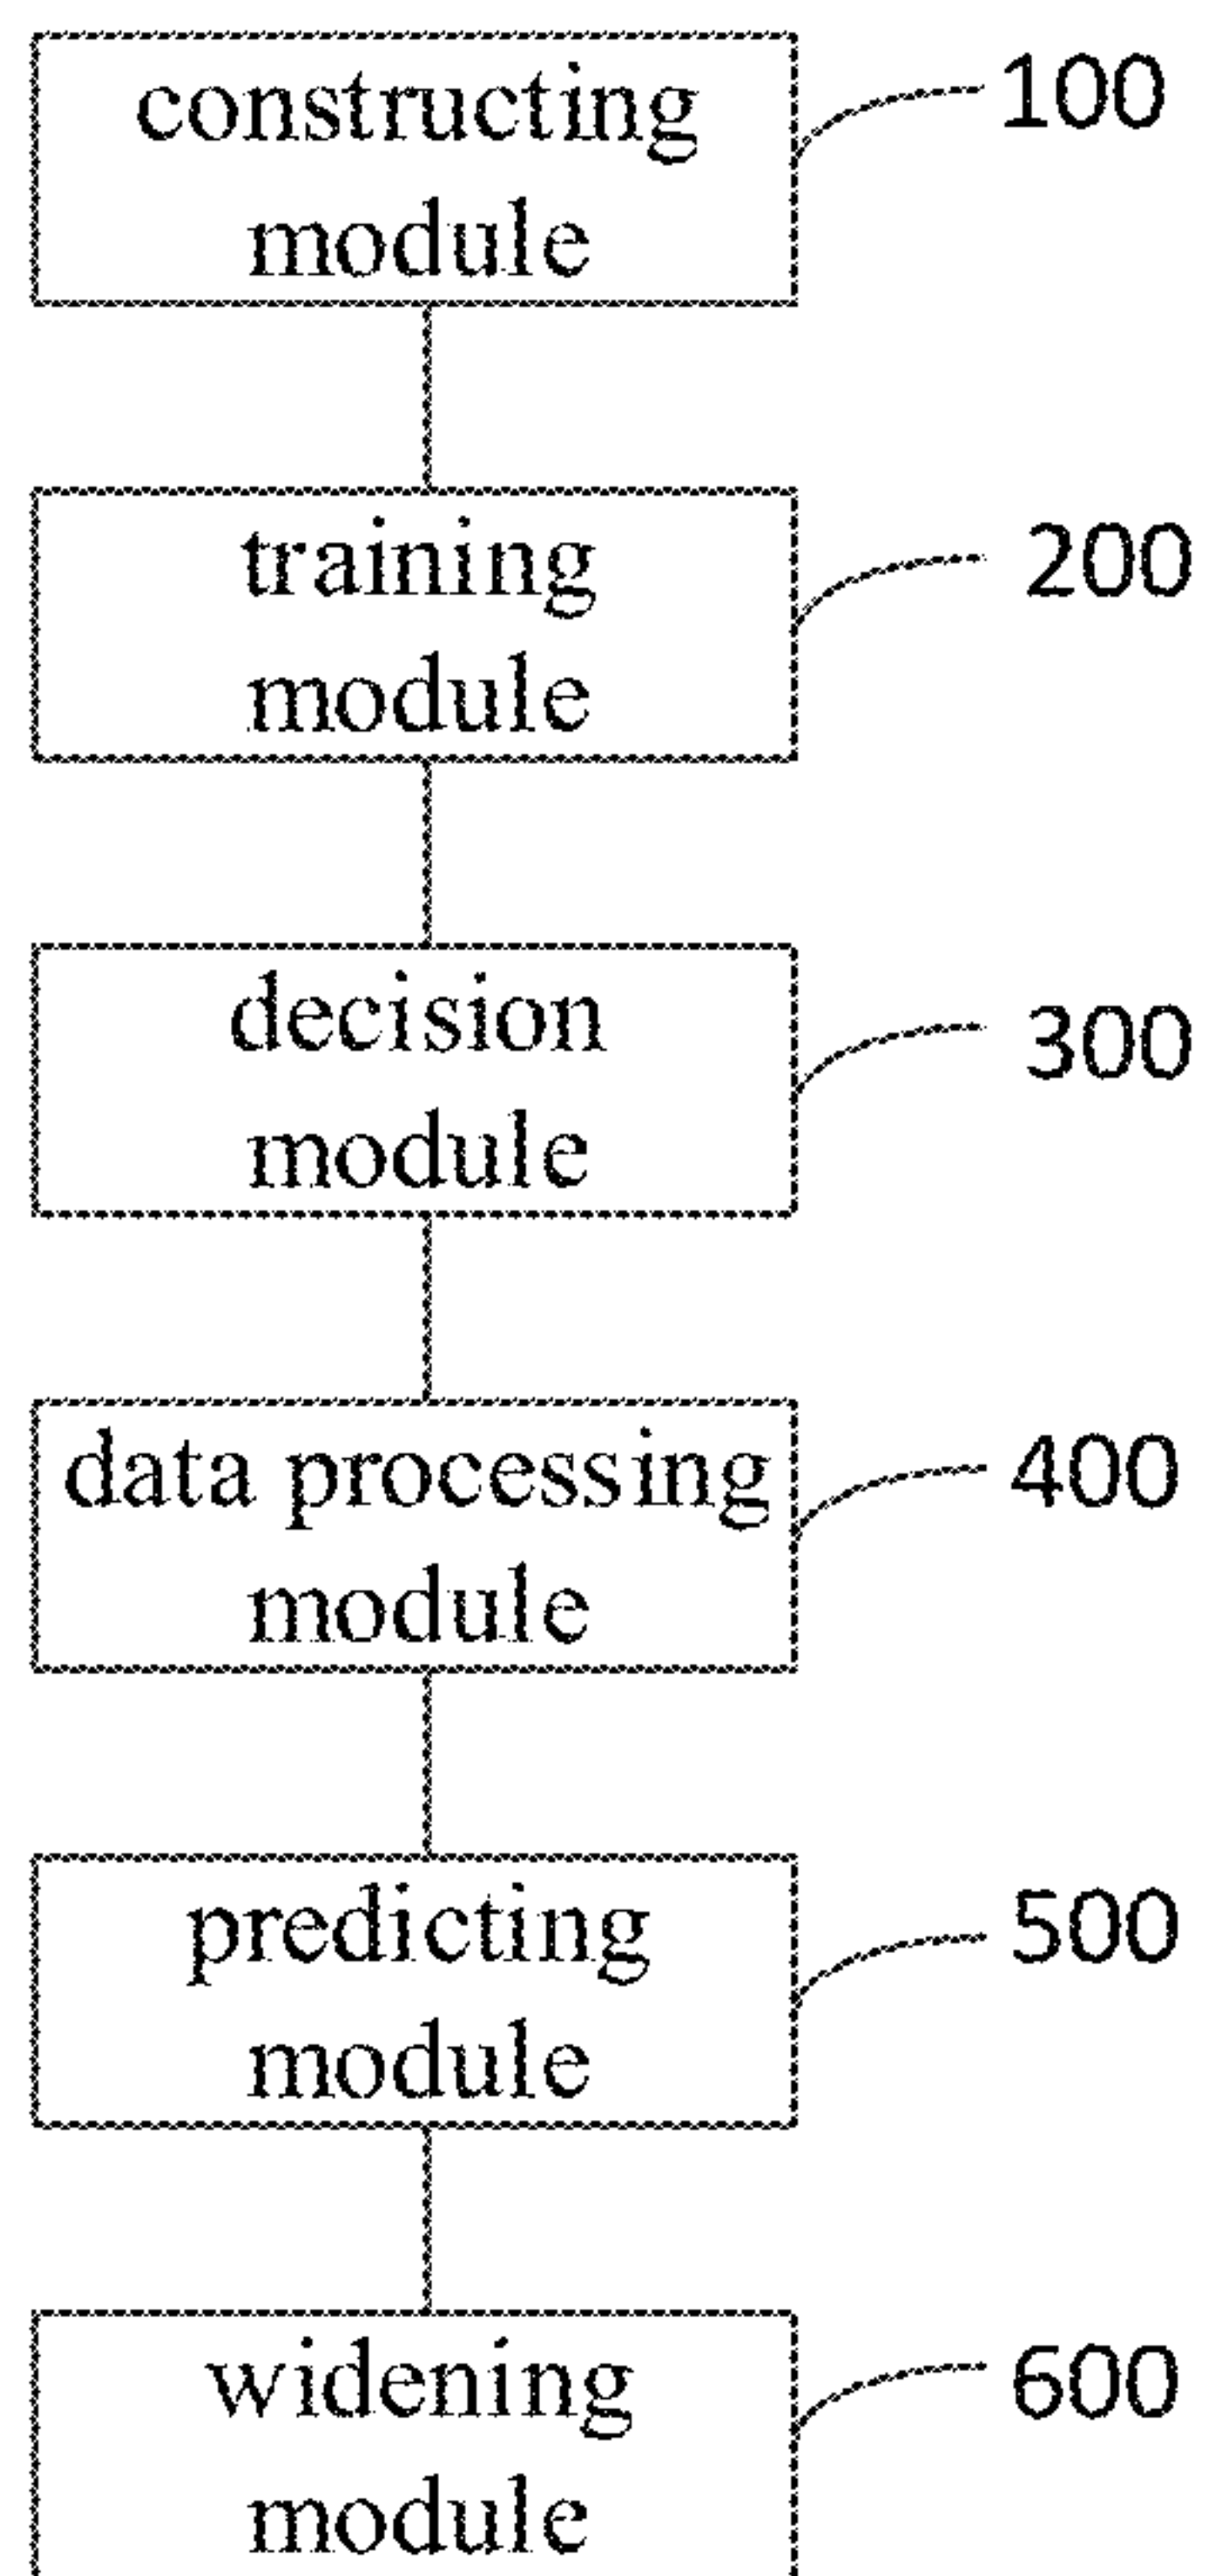 constructing
module
100
training
module
200
decision
module
300
data processing
module
400
predicting
module
500
widening
module
600